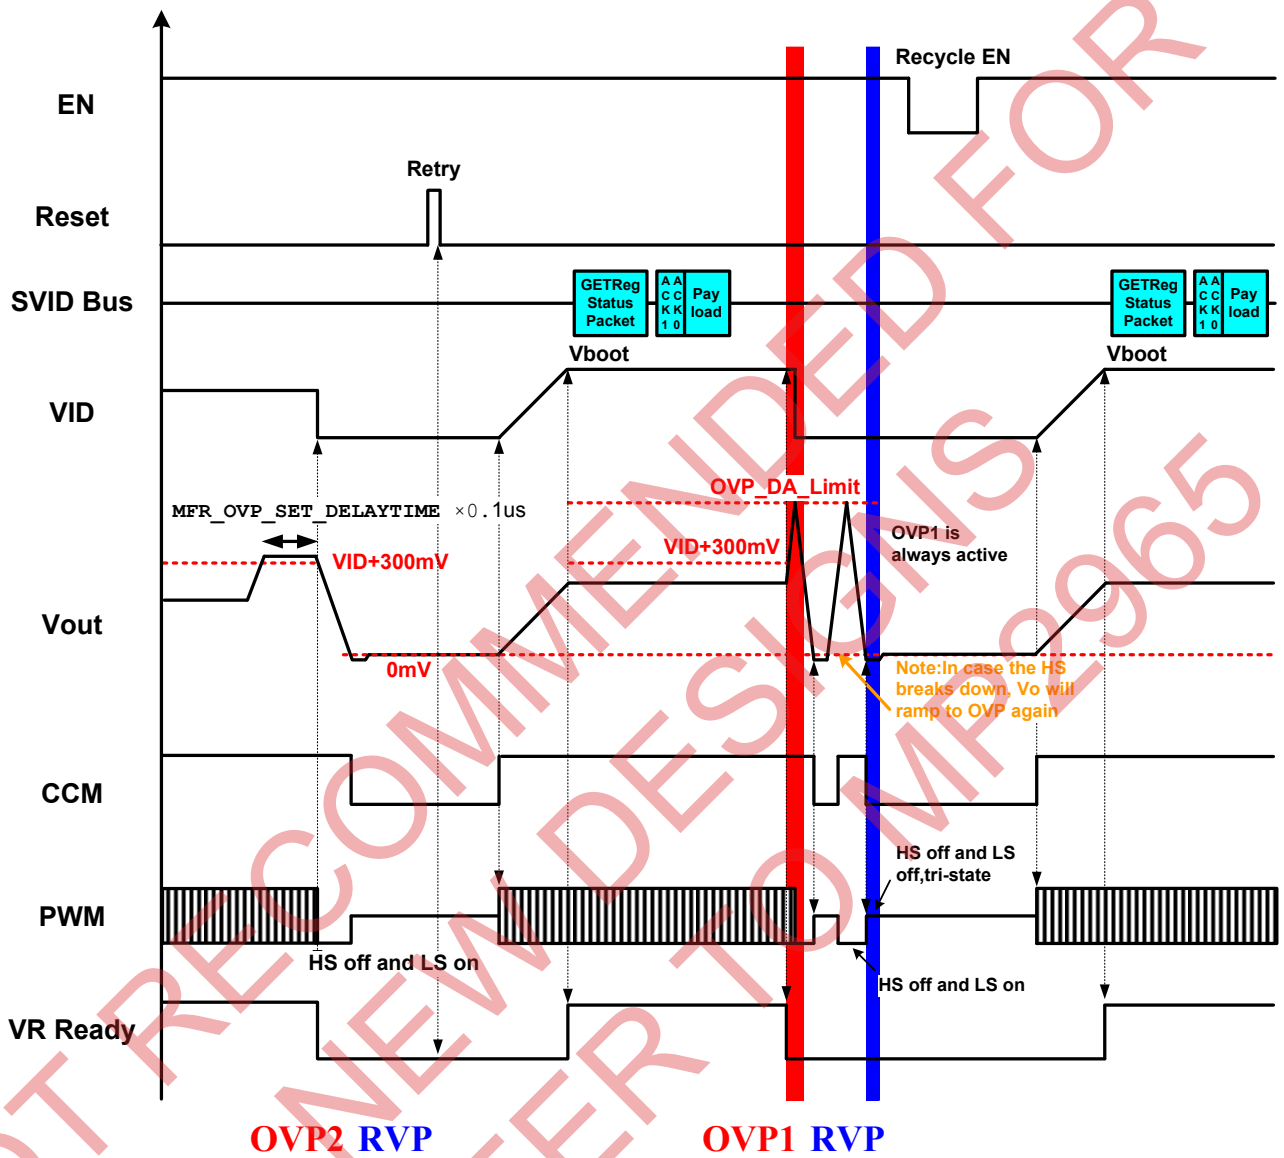 Recycle EN
EN
Retry
Reset
SVID Bus
GETReg
Status
Packet
A A
C C
K K
1 0
Pay
load
GETReg
Status
Packet
A A
C C
K K
1 0
Pay
load
Vboot
Vboot
VID
OVP_DA_Limit
MFR_OVP_SET_DELAYTIME ×0.1us
VID+300mV
VID+300mV
OVP1 is
always active
Vout
0mV
Note:In case the HS
breaks down, Vo will
ramp to OVP again
CCM
HS off and LS
off,tri-state
PWM
HS off and LS on
HS off and LS on
VR Ready
OVP2 RVP
OVP1 RVP
NOT RECOMMENDED FOR
NEW DESIGNS
REFER TO MP2965